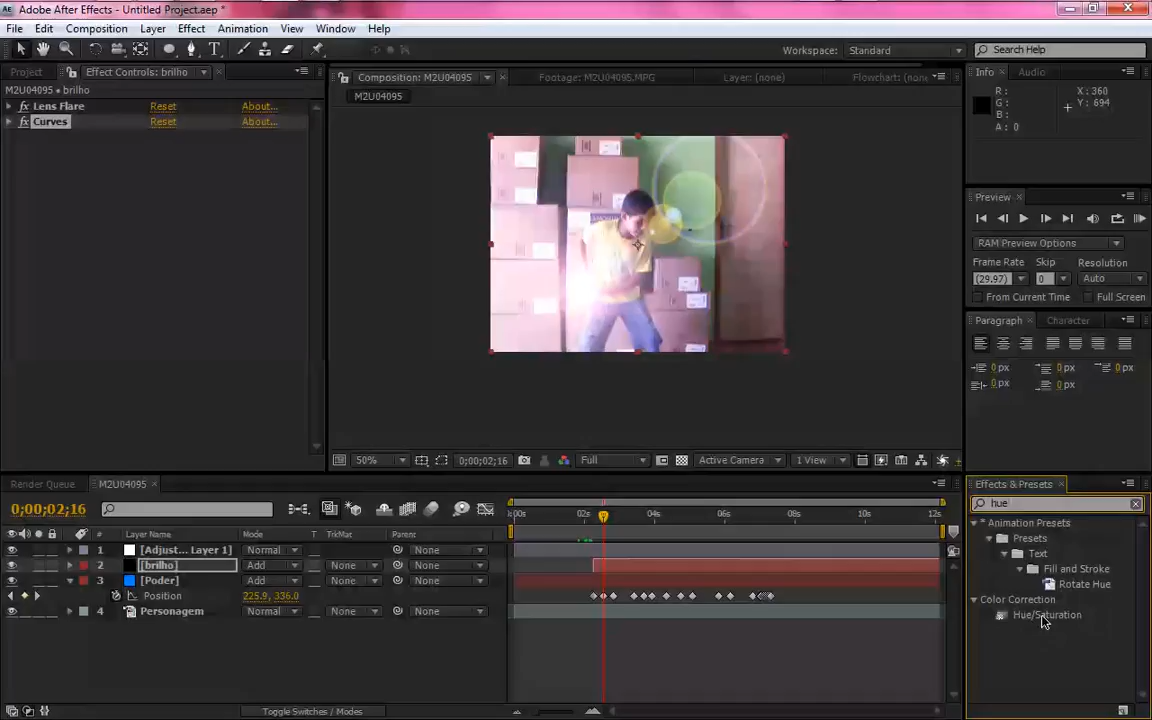 Adobe After Effects - Untitled Project.aep *
File Edit Composition Layer Effect Animation View Window Help
Workspace: Standard Search Help
Project Effect Controls: brilho Composition: M2U04095 Footage: M2U04095.MPG Layer: (none) Flowchart: (none) Info Audio
M2U04095 • brilho
Lens Flare Reset About...
Curves Reset About...
M2U04095
R: X: 360
G: Y: 694
B:
A: 0
Preview
RAM Preview Options
Frame Rate Skip Resolution
(29.97) 0 Auto
From Current Time Full Screen
Paragraph Character
0 px 0 px 0 px
0 px 0 px
50% 0;00;02;16 Full Active Camera 1 View
Render Queue M2U04095
Effects & Presets
0;00;02;16
hue
:00s 02s 04s 06s 08s 10s 12s
# Layer Name Mode T TrkMat Parent
1 [Adjust... Layer 1] Normal None
2 [brilho] Add None None
3 [Poder] Add None None
Position 225.9, 336.0
4 Personagem Normal None None
* Animation Presets
Presets
Text
Fill and Stroke
Rotate Hue
Color Correction
Hue/Saturation
Toggle Switches / Modes